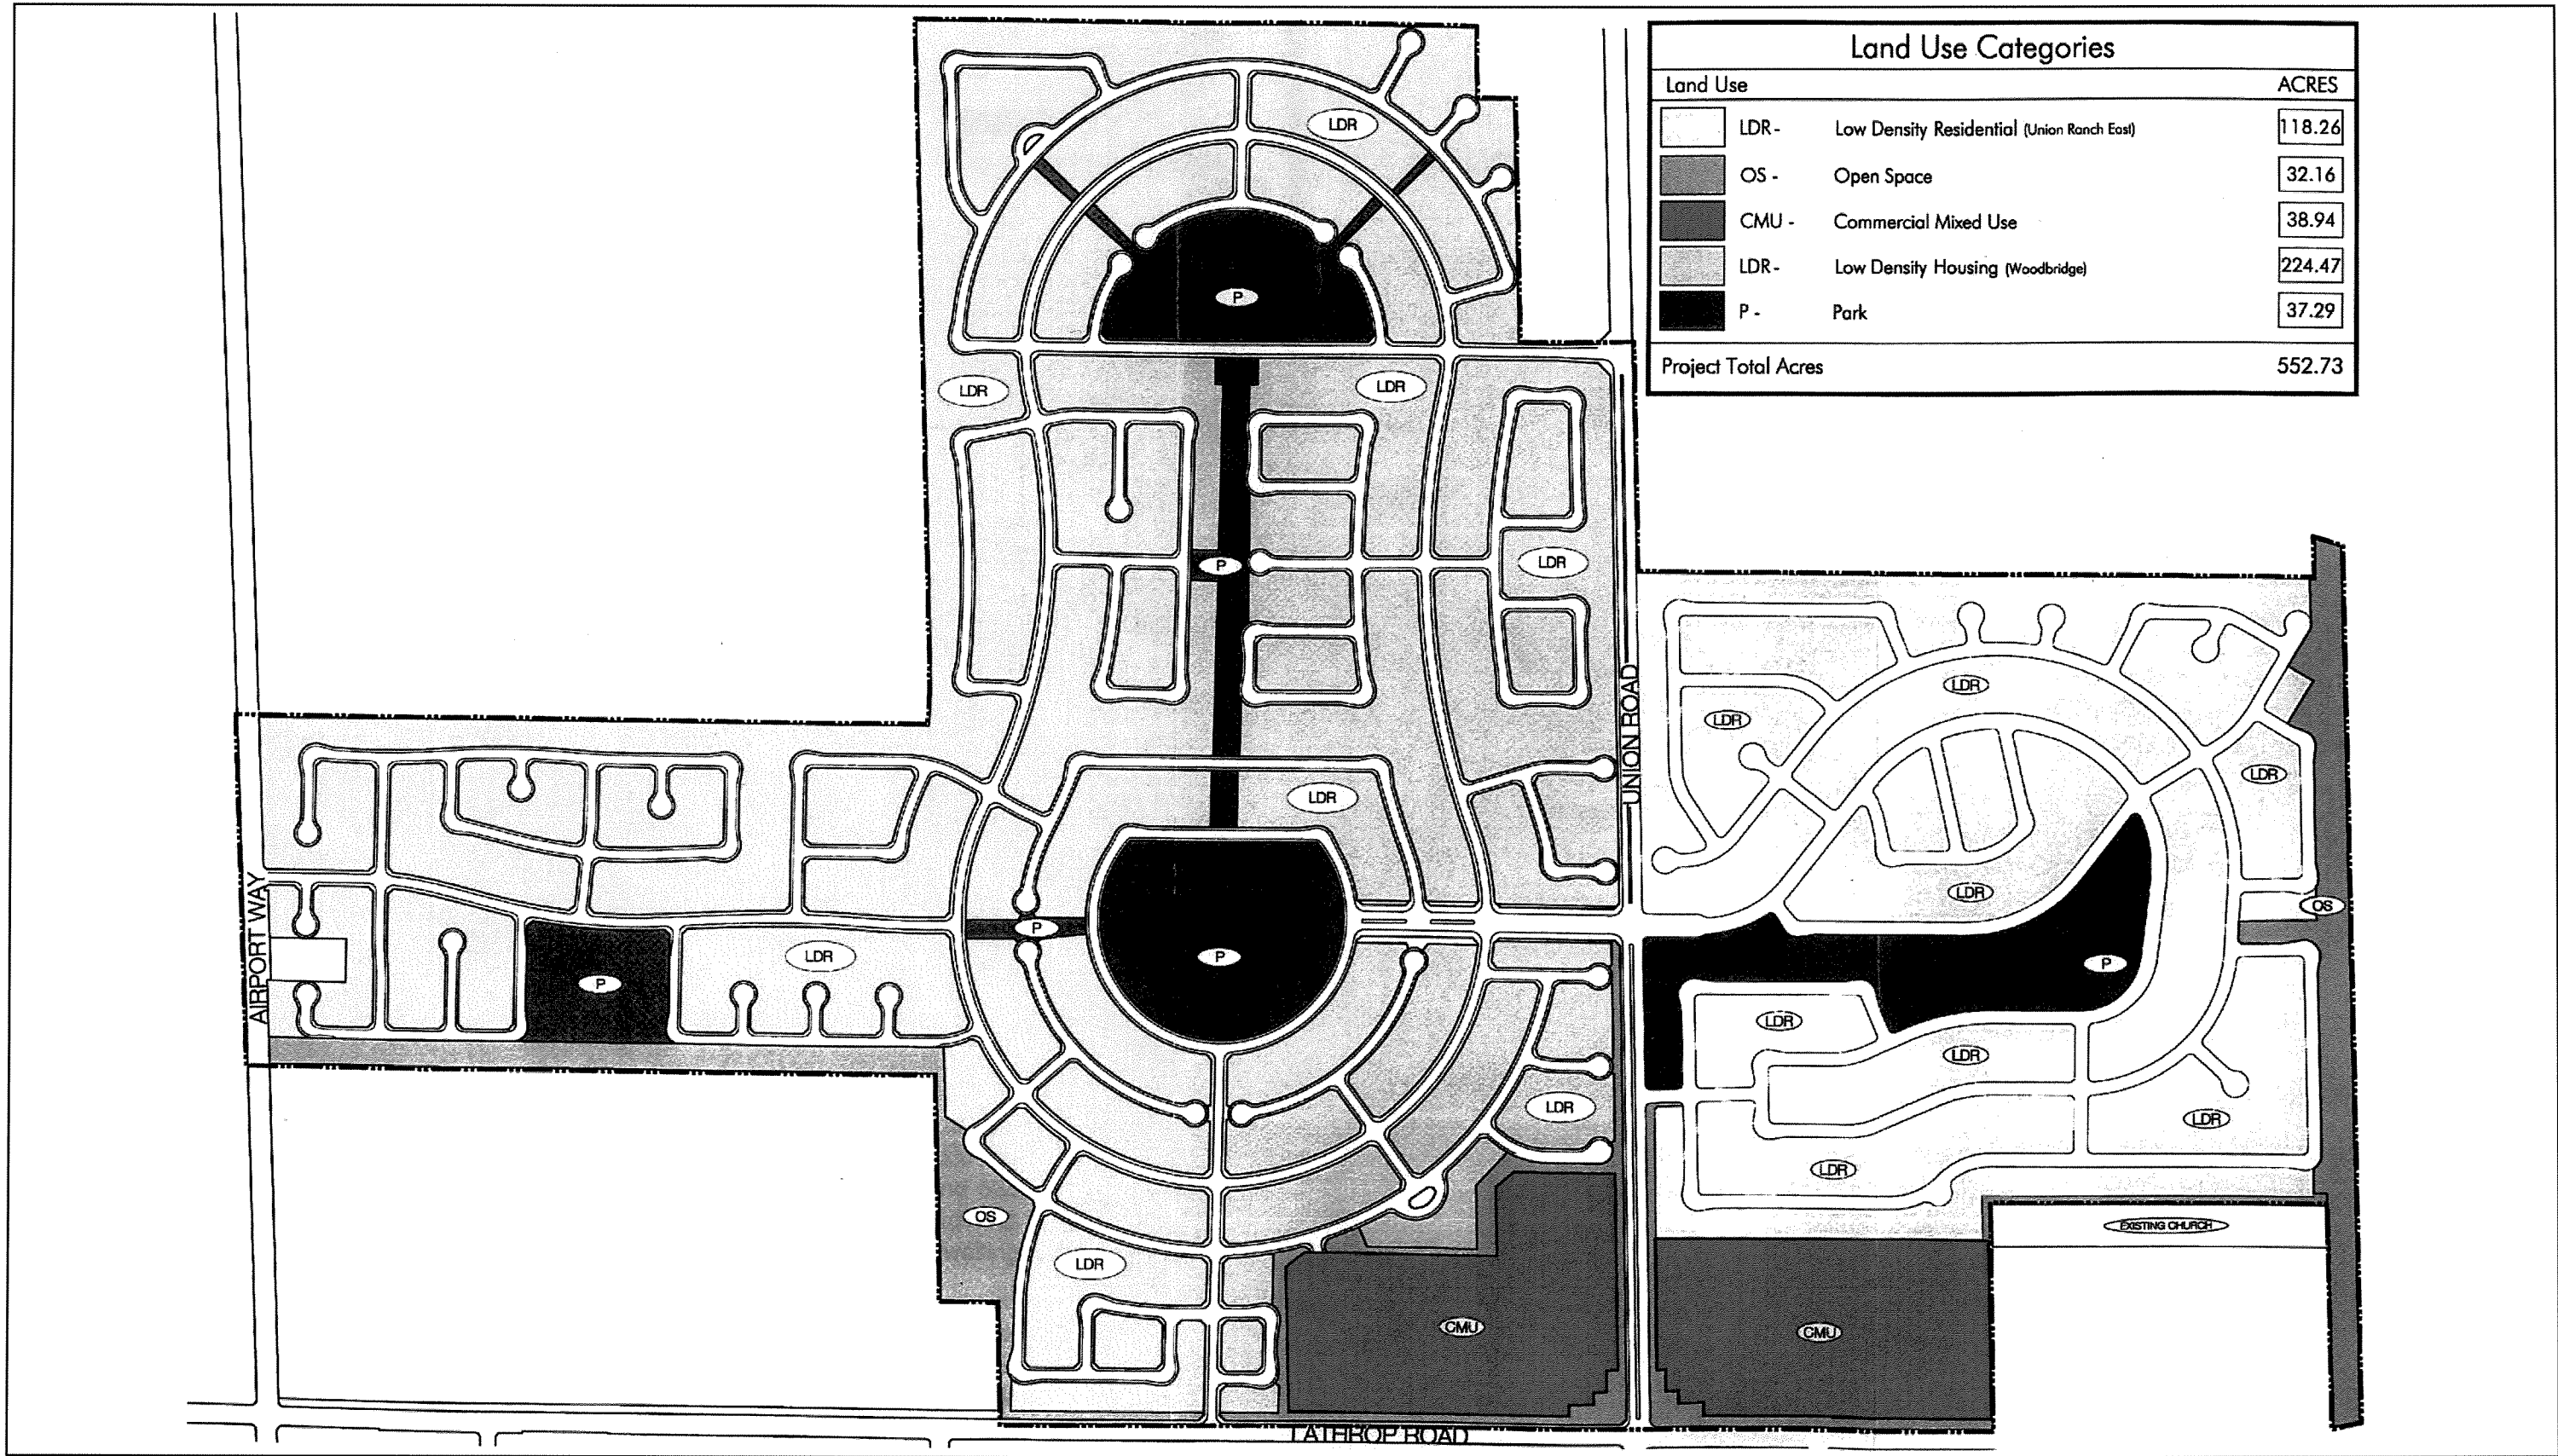 Land Use Categories
Land Use ACRES
LDR- Low Density Residential (Union Ranch East) 118.26
OS - Open Space 32.16
CMU - Commercial Mixed Use 38.94
LDR- Low Density Housing (Woodbridge) 224.47
P - Park 37.29
Project Total Acres 552.73
LDR
P
LDR
LDR
P
LDR
UNION ROAD
LDR
LDR
LDR
LDR
LDR
AIRPORT WAY
LDR
OS
P
LDR
P
P
P
LDR
LDR
LDR
LDR
LDR
OS
EXISTING CHURCH
LDR
CMU
CMU
LATHROP ROAD